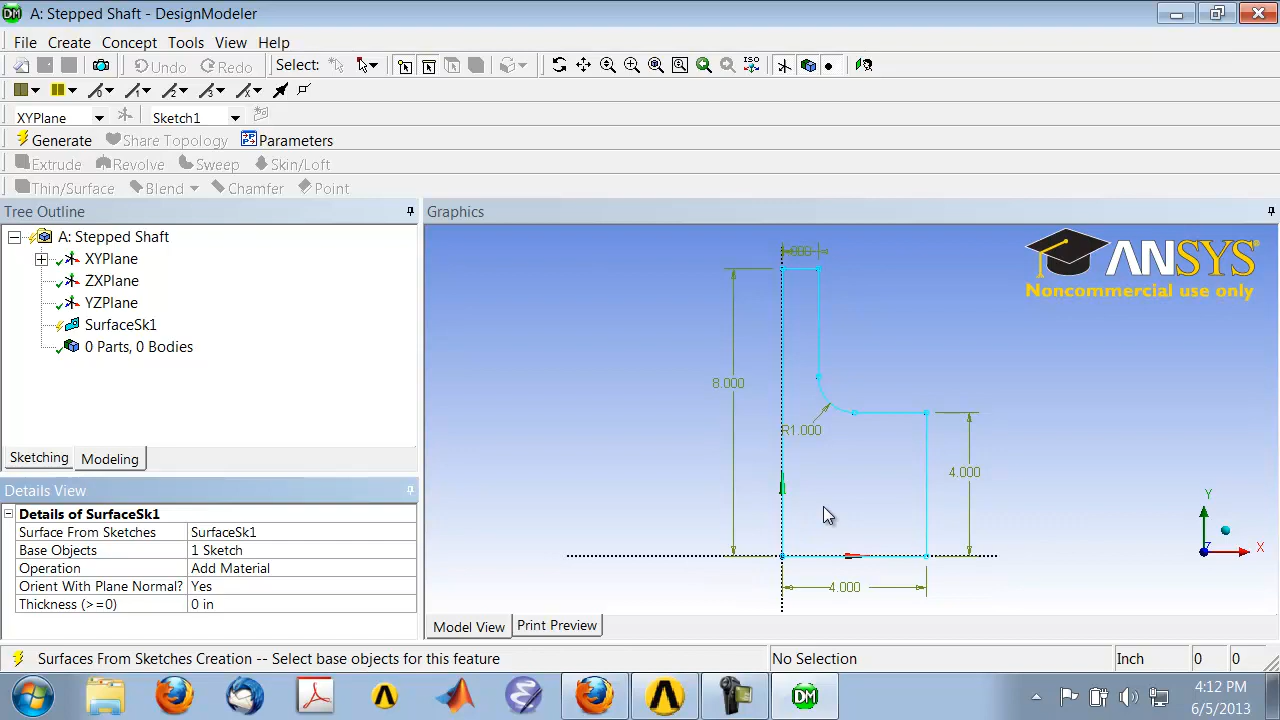 A: Stepped Shaft - DesignModeler
File Create Concept Tools View Help
Undo Redo Select:
XYPlane Sketch1
Generate Share Topology Parameters
Extrude Revolve Sweep Skin/Loft
Thin/Surface Blend Chamfer Point
Tree Outline
A: Stepped Shaft
XYPlane
ZXPlane
YZPlane
SurfaceSk1
0 Parts, 0 Bodies
Sketching Modeling
Details View
Details of SurfaceSk1
Surface From Sketches SurfaceSk1
Base Objects 1 Sketch
Operation Add Material
Orient With Plane Normal? Yes
Thickness (>=0) 0 in
Graphics
ANSYS
Noncommercial use only
8.000
R1.000
4.000
4.000
Y
X
Z
Model View Print Preview
Surfaces From Sketches Creation -- Select base objects for this feature
No Selection
Inch 0 0
4:12 PM
6/5/2013
DM